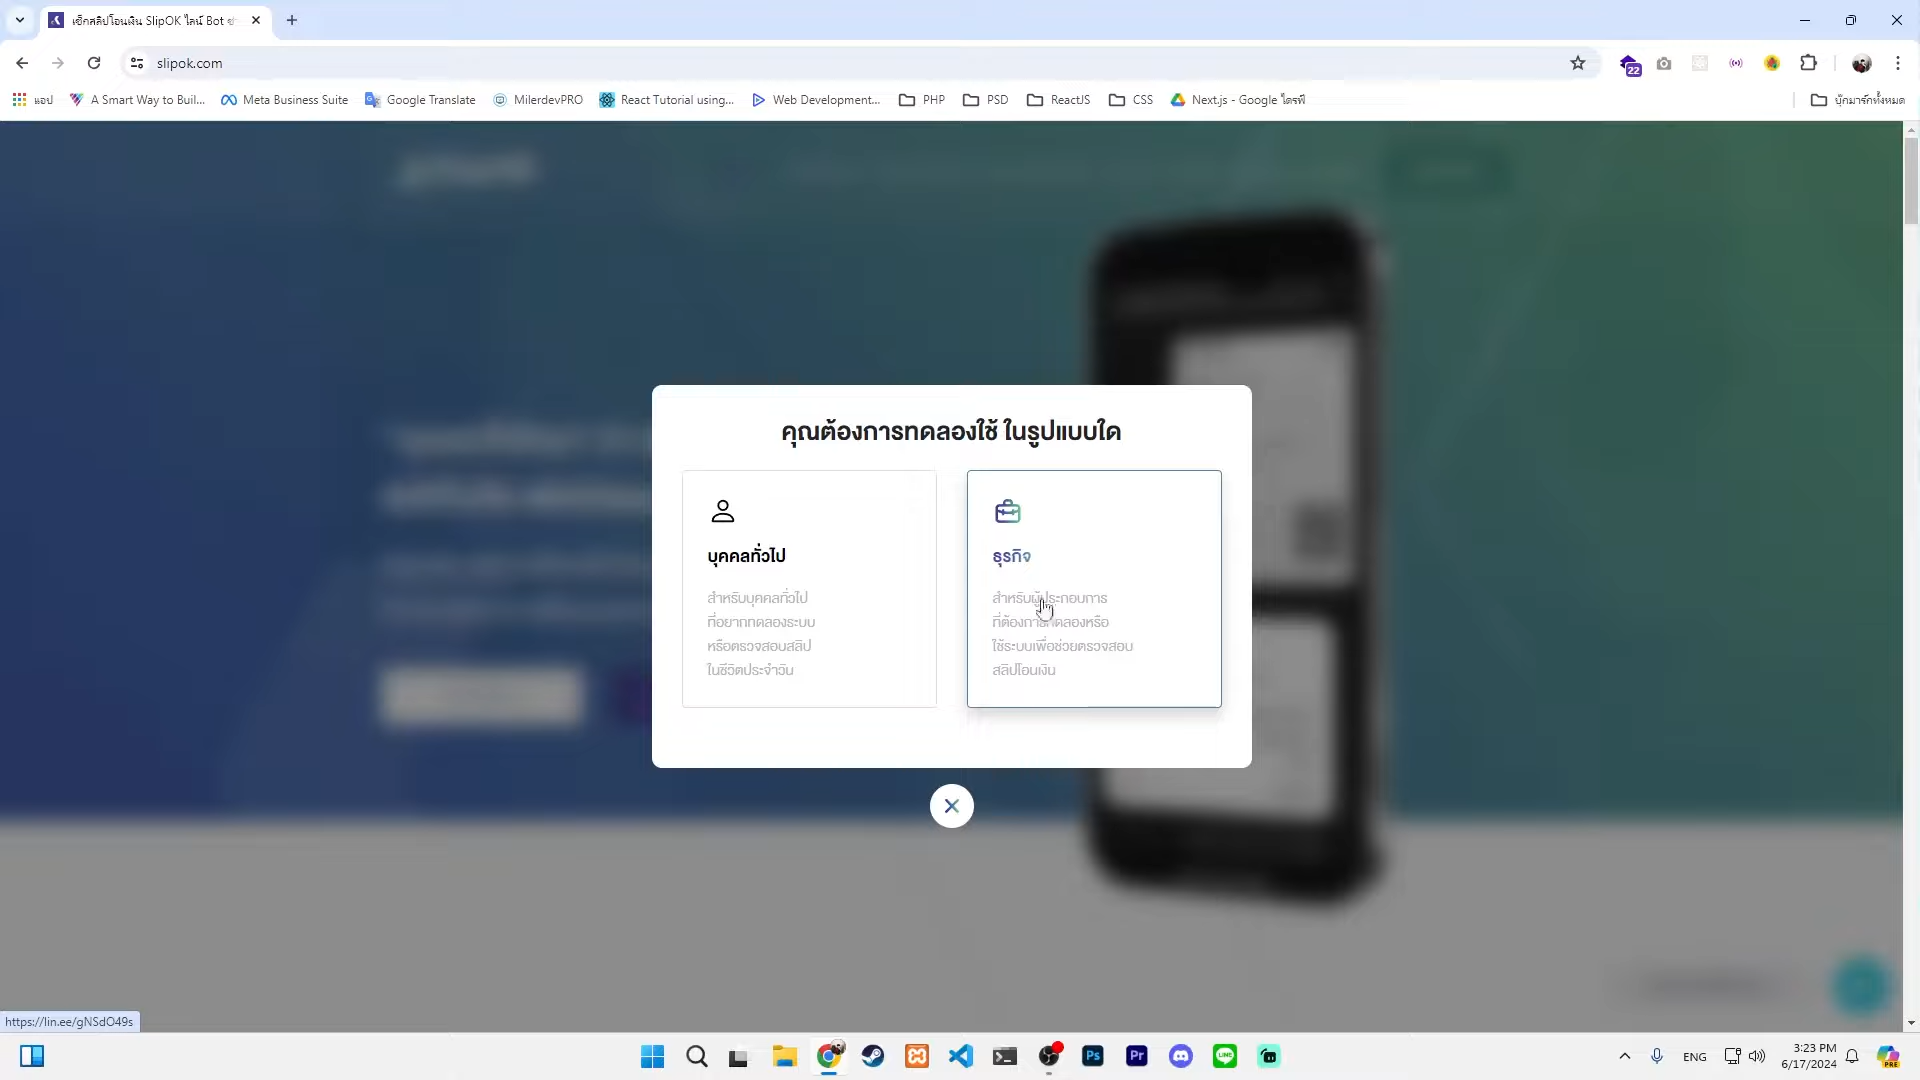 เช็กสลิปโอนเงิน SlipOK ไลน์ Bot
slipok.com
22
แอป
A Smart Way to Buil...
Meta Business Suite
Google Translate
MilerdevPRO
React Tutorial using...
Web Development...
PHP
PSD
ReactJS
CSS
Next.js - Google ไดรฟ์
บุ๊กมาร์กทั้งหมด
คุณต้องการทดลองใช้ ในรูปแบบใด
บุคคลทั่วไป
สำหรับบุคคลทั่วไป
ที่อยากทดลองระบบ
หรือตรวจสอบสลิป
ในชีวิตประจำวัน
ธุรกิจ
สำหรับผู้ประกอบการ
ที่ต้องการทดลองหรือ
ใช้ระบบเพื่อช่วยตรวจสอบ
สลิปโอนเงิน
https://lin.ee/gNSdO49s
Ps
Pr
LINE
ENG
3:23 PM
6/17/2024
PRE